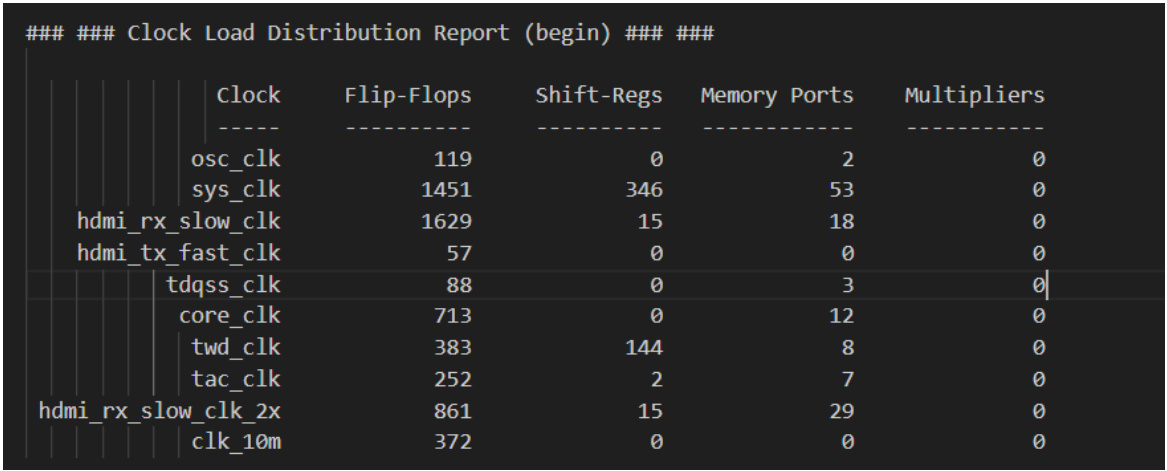 ### ### Clock Load Distribution Report (begin) ### ###
Clock Flip-Flops Shift-Regs Memory Ports Multipliers
----- ---------- ---------- ------------ -----------
osc_clk 119 0 2 0
sys_clk 1451 346 53 0
hdmi_rx_slow_clk 1629 15 18 0
hdmi_tx_fast_clk 57 0 0 0
tdqss_clk 88 0 3 0
core_clk 713 0 12 0
twd_clk 383 144 8 0
tac_clk 252 2 7 0
hdmi_rx_slow_clk_2x 861 15 29 0
clk_10m 372 0 0 0